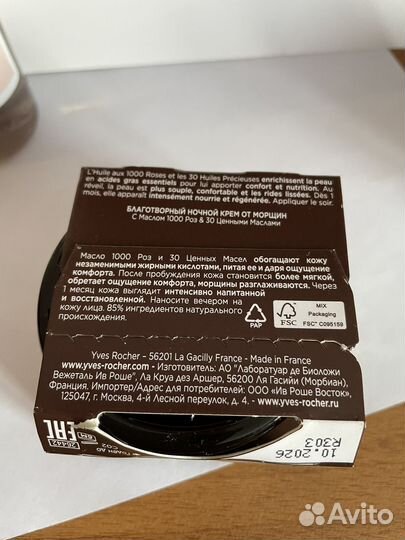 L'Huile aux 1000 Roses et les 30 Huiles Précieuses enrichissent la peau
en acides gras essentiels pour lui apporter confort et nutrition. Au
réveil, la peau est plus souple, confortable et les rides lissées. Dès 1
mois, elle apparaît intensément nourrie et régénérée. Appliquer le soir.
БЛАГОТВОРНЫЙ НОЧНОЙ КРЕМ ОТ МОРЩИН
С Маслом 1000 Роз & 30 Ценными Маслами
Масло 1000 Роз и 30 Ценных Масел обогащают кожу
незаменимыми жирными кислотами, питая ее и даря ощущение
комфорта. После пробуждения кожа становится более мягкой,
обретает ощущение комфорта, морщины разглаживаются. Через
1 месяц кожа выглядит интенсивно напитанной
и восстановленной. Наносите вечером на
кожу лица. 85% ингредиентов натурального
происхождения.
PAP
FSC
MIX
Packaging
FSC™ C095159
Yves Rocher - 56201 La Gacilly France - Made in France
www.yves-rocher.com - Изготовитель: АО "Лаборатуар де Биоложи
Вежеталь Ив Роше", Ла Круа дез Аршер, 56200 Ля Гасийи (Морбиан),
Франция. Импортер/Адрес для потребителей: ООО «Ив Роше Восток»,
125047, г. Москва, 4-й Лесной переулок, д. 4. www.yves-rocher.ru
EAC
26442
6M
ГОДЕН ДО
CO2
10.2026
R303
Avito